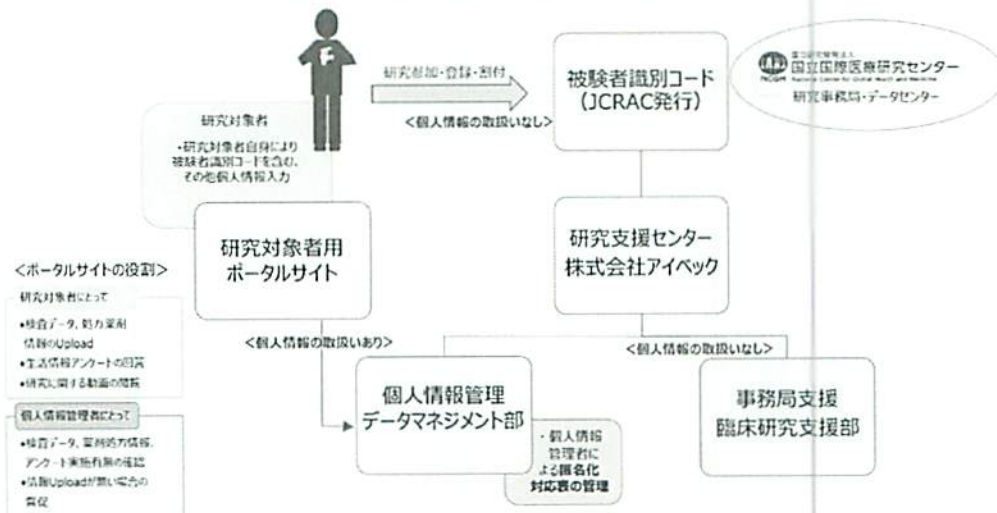 研究参加・登録・割付
<個人情報の取扱いなし>
被験者識別コード
（JCRAC発行）
国立研究開発法人
国立国際医療研究センター
NCGM
National Center for Global Health and Medicine
研究事務局・データセンター
研究対象者
・研究対象者自身により
被験者識別コードを含む、
その他個人情報入力
研究対象者用
ポータルサイト
研究支援センター
株式会社アイベック
<ポータルサイトの役割>
研究対象者にとって
●検査データ、処方薬剤
情報のUpload
●生活情報アンケートの回答
●研究に関する動画の閲覧
個人情報管理者にとって
●検査データ、薬剤処方情報、
アンケート実施有無の確認
●情報Uploadが無い場合の
督促
<個人情報の取扱いあり>
<個人情報の取扱いなし>
個人情報管理
データマネジメント部
・個人情報
管理者に
よる匿名化
対応表の管理
事務局支援
臨床研究支援部